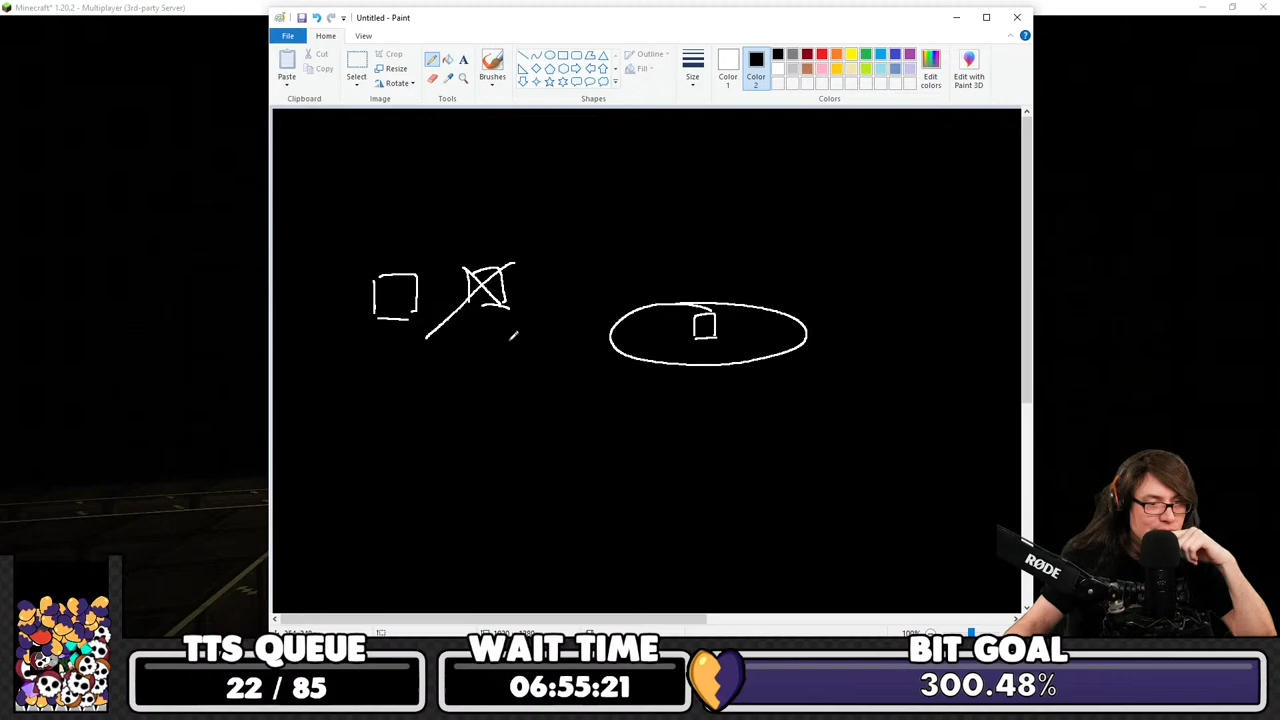 Minecraft* 1.20.2 - Multiplayer (3rd-party Server)
Untitled - Paint
File Home View
Paste
Cut
Copy
Clipboard
Select
Crop
Resize
Rotate
Image
Tools
Brushes
Shapes
Outline
Fill
Size
Color
1
Color
2
Colors
Edit
colors
Edit with
Paint 3D
100%
RØDE
TTS QUEUE
22 / 85
WAIT TIME
06:55:21
BIT GOAL
300.48%